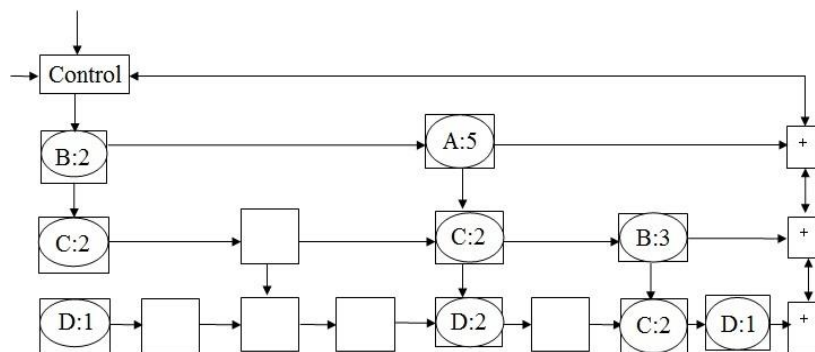 Control
B:2 A:5 +
C:2 C:2 B:3 +
D:1 D:2 C:2 D:1 +